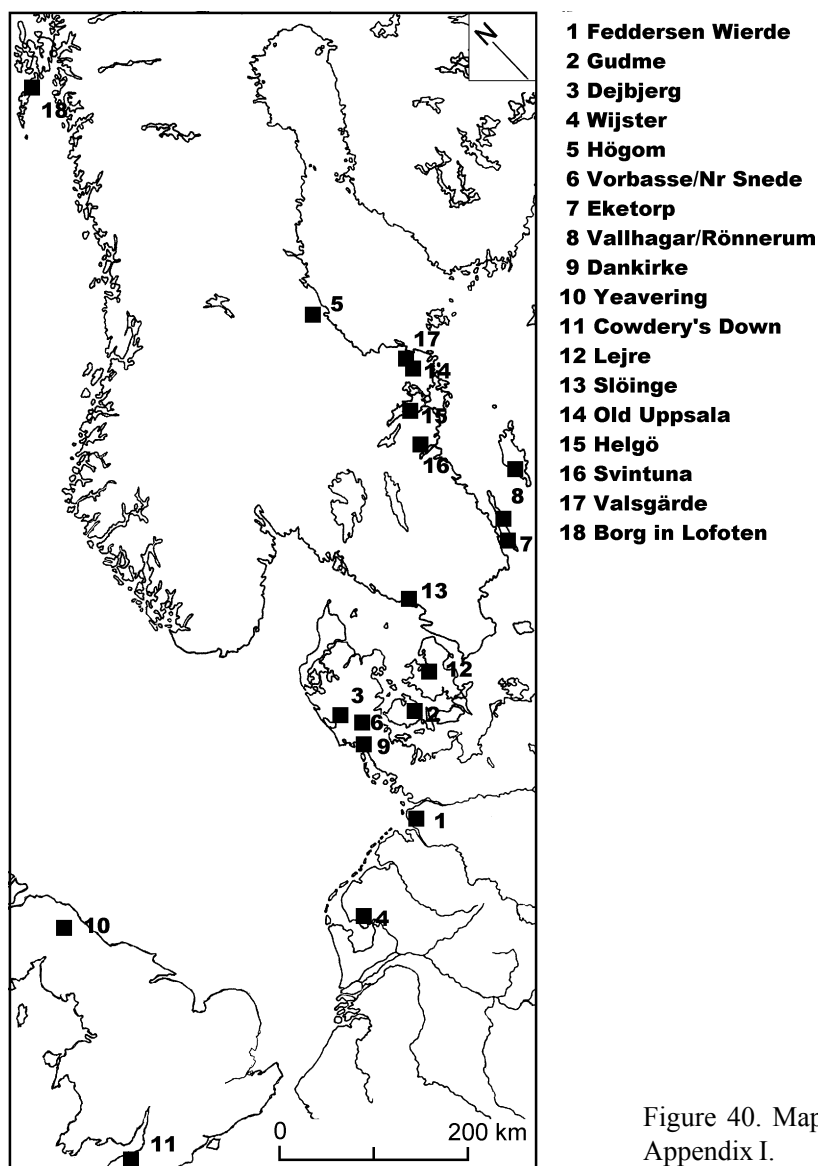 N
18
5
17
14
15
16
8
7
13
12
3
2
6
9
1
4
10
11
0 200 km
1 Feddersen Wierde
2 Gudme
3 Dejbjerg
4 Wijster
5 Högom
6 Vorbasse/Nr Snede
7 Eketorp
8 Vallhagar/Rönnerum
9 Dankirke
10 Yeavering
11 Cowdery's Down
12 Lejre
13 Slöinge
14 Old Uppsala
15 Helgö
16 Svintuna
17 Valsgärde
18 Borg in Lofoten
Figure 40. Map
Appendix I.